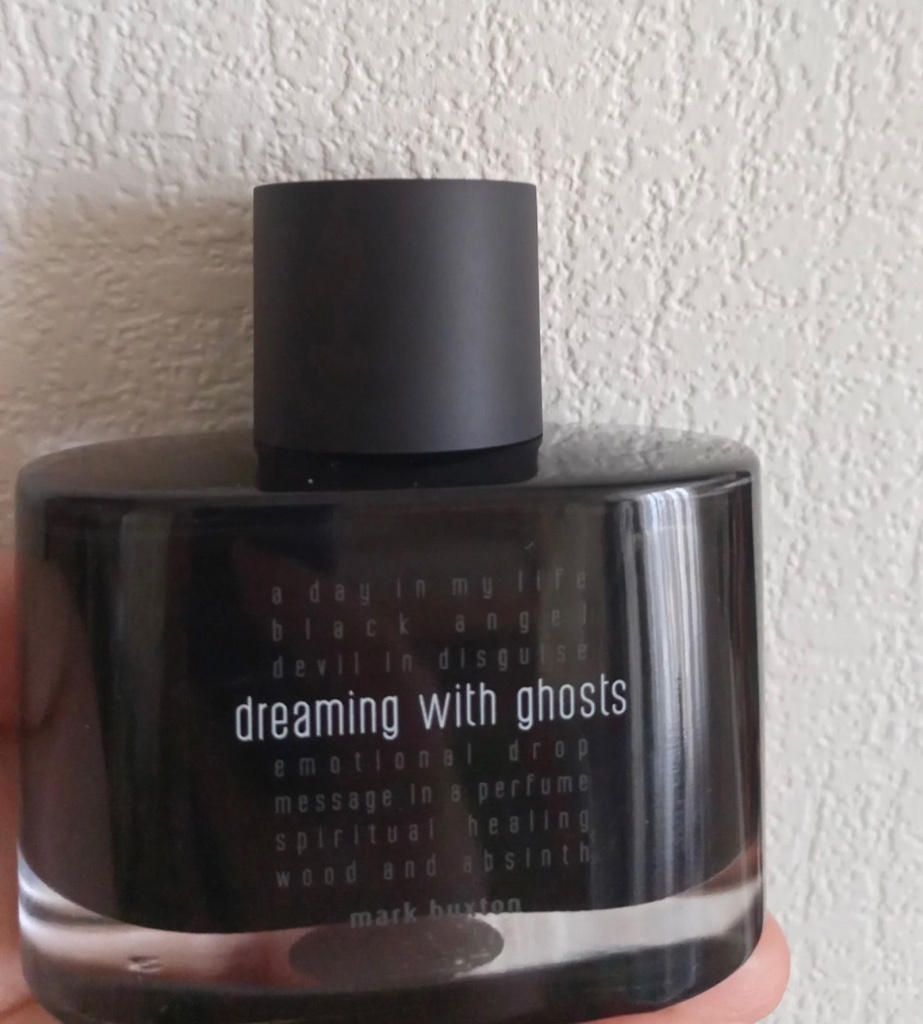 a day in my life
black angel
devil in disguise
dreaming with ghosts
emotional drop
message in a perfume
spiritual healing
wood and absinth
mark buxton